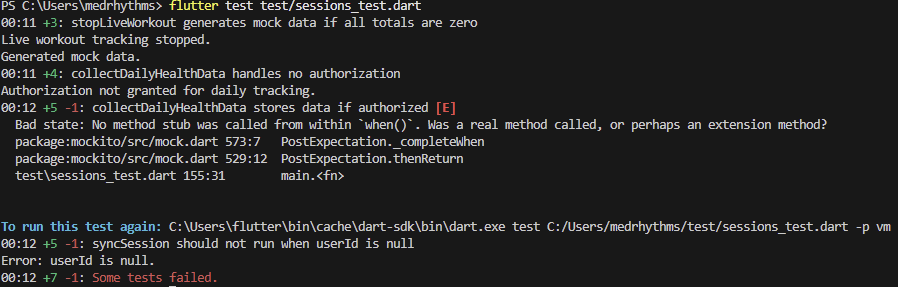 PS C:\Users\medrhythms> flutter test test/sessions_test.dart
00:11 +3: stopLiveWorkout generates mock data if all totals are zero
Live workout tracking stopped.
Generated mock data.
00:11 +4: collectDailyHealthData handles no authorization
Authorization not granted for daily tracking.
00:12 +5 -1: collectDailyHealthData stores data if authorized [E]
  Bad state: No method stub was called from within `when()`. Was a real method called, or perhaps an extension method?
  package:mockito/src/mock.dart 573:7   PostExpectation._completeWhen
  package:mockito/src/mock.dart 529:12  PostExpectation.thenReturn
  test\sessions_test.dart 155:31        main.<fn>
To run this test again: C:\Users\flutter\bin\cache\dart-sdk\bin\dart.exe test C:/Users/medrhythms/test/sessions_test.dart -p vm
00:12 +5 -1: syncSession should not run when userId is null
Error: userId is null.
00:12 +7 -1: Some tests failed.